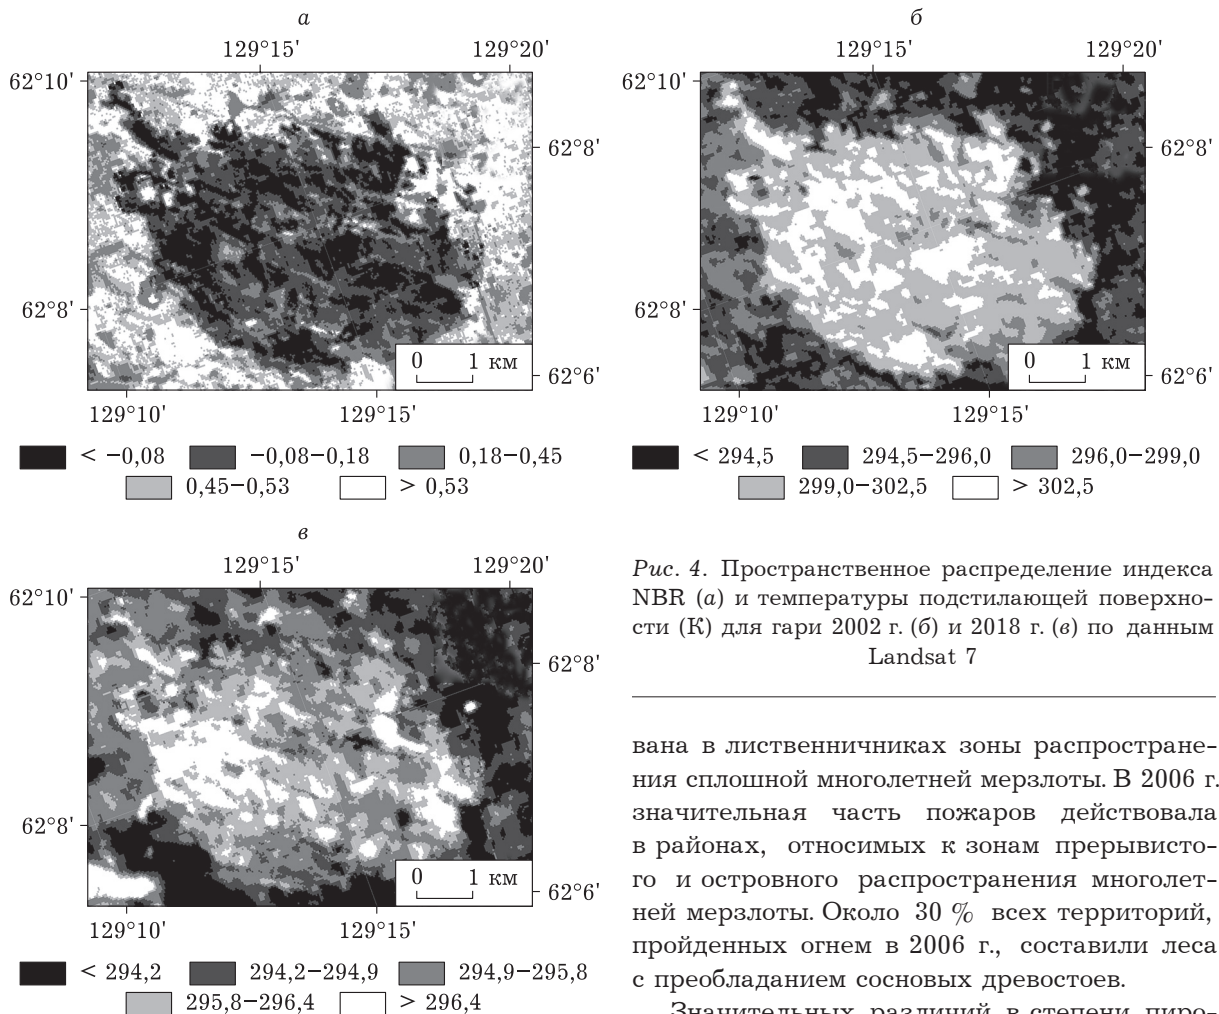 а
129°15' 129°20'
62°10'
62°8'
62°8'
62°6'
0 1 км
129°10' 129°15'
< −0,08 −0,08−0,18 0,18−0,45
0,45−0,53 > 0,53
б
129°15' 129°20'
62°10'
62°8'
62°8'
62°6'
0 1 км
129°10' 129°15'
< 294,5 294,5−296,0 296,0−299,0
299,0−302,5 > 302,5
в
129°15' 129°20'
62°10'
62°8'
62°8'
62°6'
0 1 км
129°10' 129°15'
< 294,2 294,2−294,9 294,9−295,8
295,8−296,4 > 296,4
Рис. 4. Пространственное распределение индекса
NBR (а) и температуры подстилающей поверхно-
сти (К) для гари 2002 г. (б) и 2018 г. (в) по данным
Landsat 7
вана в лиственничниках зоны распростране-
ния сплошной многолетней мерзлоты. В 2006 г.
значительная часть пожаров действовала
в районах, относимых к зонам прерывисто-
го и островного распространения многолет-
ней мерзлоты. Около 30 % всех территорий,
пройденных огнем в 2006 г., составили леса
с преобладанием сосновых древостоев.
Значительных различий в степени пиро-